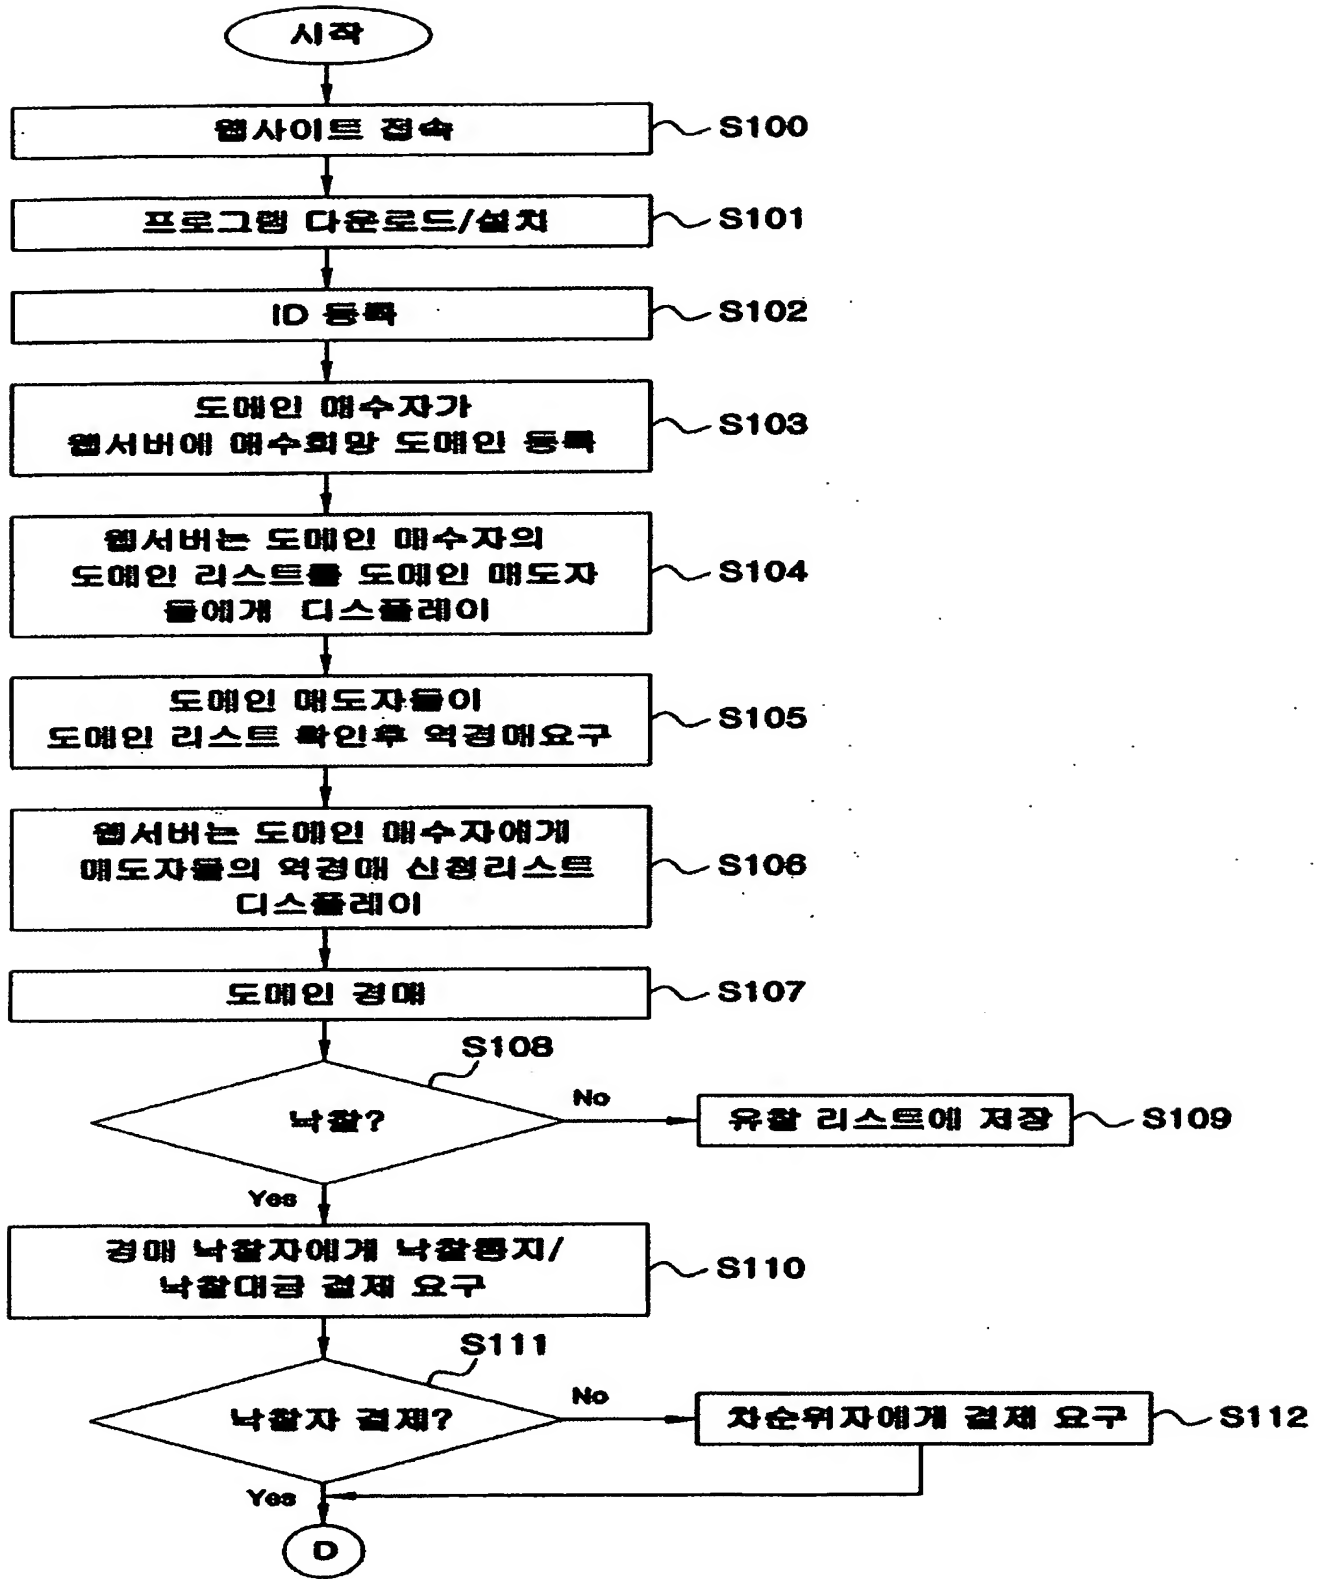 시작
웹사이트 접속
S100
프로그램 다운로드/설치
S101
ID 등록
S102
도메인 매수자가
웹서버에 매수희망 도메인 등록
S103
웹서버는 도메인 매수자의
도메인 리스트를 도메인 매도자
들에게 디스플레이
S104
도메인 매도자들이
도메인 리스트 확인후 역경매요구
S105
웹서버는 도메인 매수자에게
매도자들의 역경매 신청리스트
디스플레이
S106
도메인 경매
S107
S108
낙찰?
No
유찰 리스트에 저장
S109
Yes
경매 낙찰자에게 낙찰통지/
낙찰대금 결제 요구
S110
S111
낙찰자 결제?
No
차순위자에게 결제 요구
S112
Yes
D